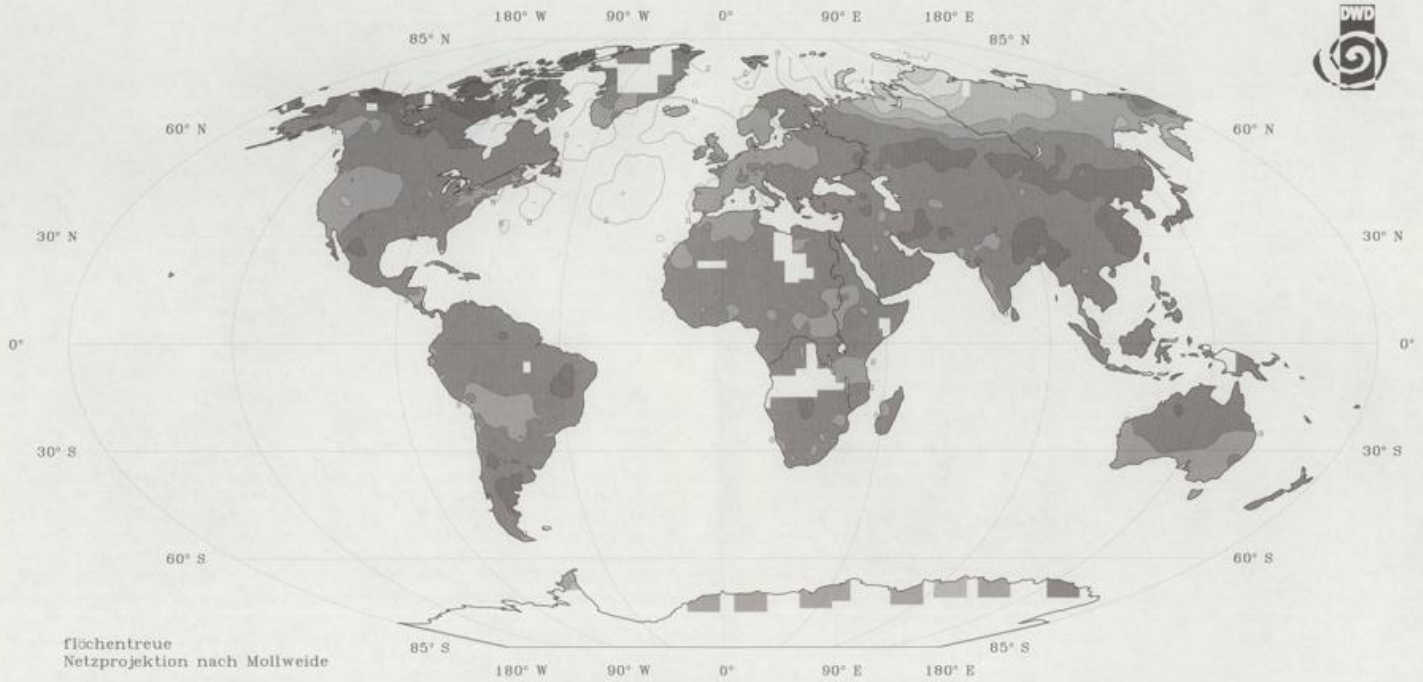 180° W 90° W 0° 90° E 180° E
DWD
85° N 85° N
60° N 60° N
30° N 30° N
0° 0°
30° S 30° S
60° S 60° S
85° S 85° S
flöchentreue
Netzprojektion nach Mollweide
180° W 90° W 0° 90° E 180° E